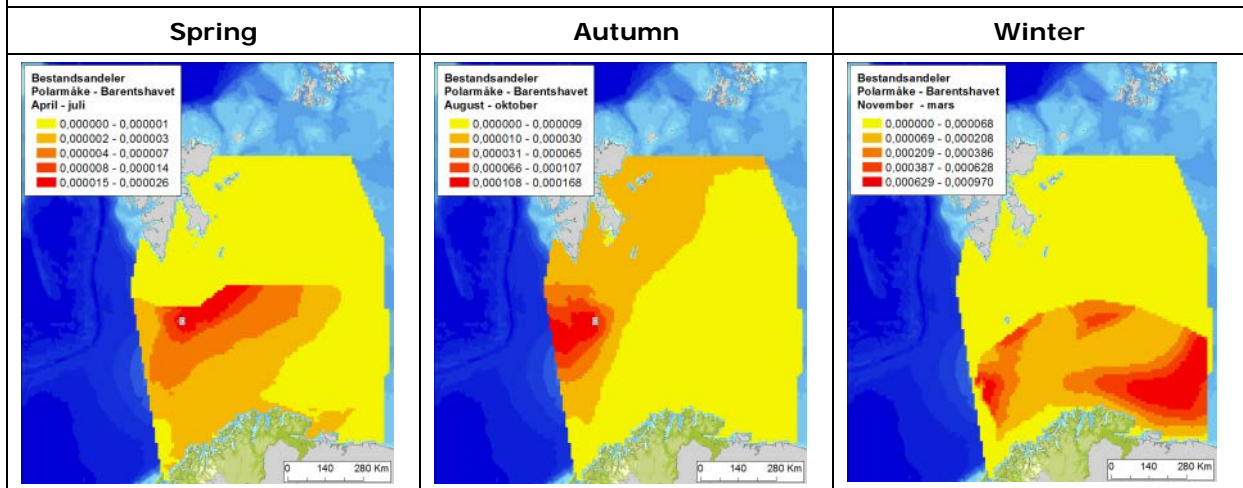 Spring
Autumn
Winter
Bestandsandeler
Polarmåke - Barentshavet
April - juli
0,000000 - 0,000001
0,000002 - 0,000003
0,000004 - 0,000007
0,000008 - 0,000014
0,000015 - 0,000026
0 140 280 Km
Bestandsandeler
Polarmåke - Barentshavet
August - oktober
0,000000 - 0,000009
0,000010 - 0,000030
0,000031 - 0,000065
0,000066 - 0,000107
0,000108 - 0,000168
0 140 280 Km
Bestandsandeler
Polarmåke - Barentshavet
November - mars
0,000000 - 0,000068
0,000069 - 0,000208
0,000209 - 0,000386
0,000387 - 0,000628
0,000629 - 0,000970
0 140 280 Km